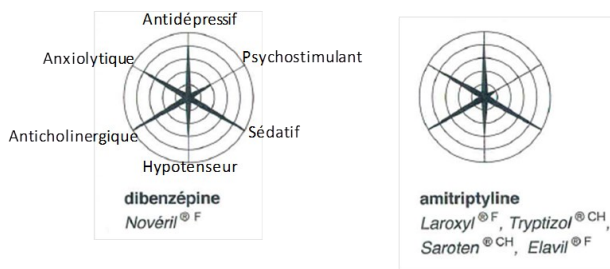 Antidépressif
Anxiolytique
Psychostimulant
Anticholinergique
Sédatif
Hypotenseur
dibenzépine
Novéril ® F
amitriptyline
Laroxyl ® F, Tryptizol ® CH,
Saroten ® CH, Elavil ® F